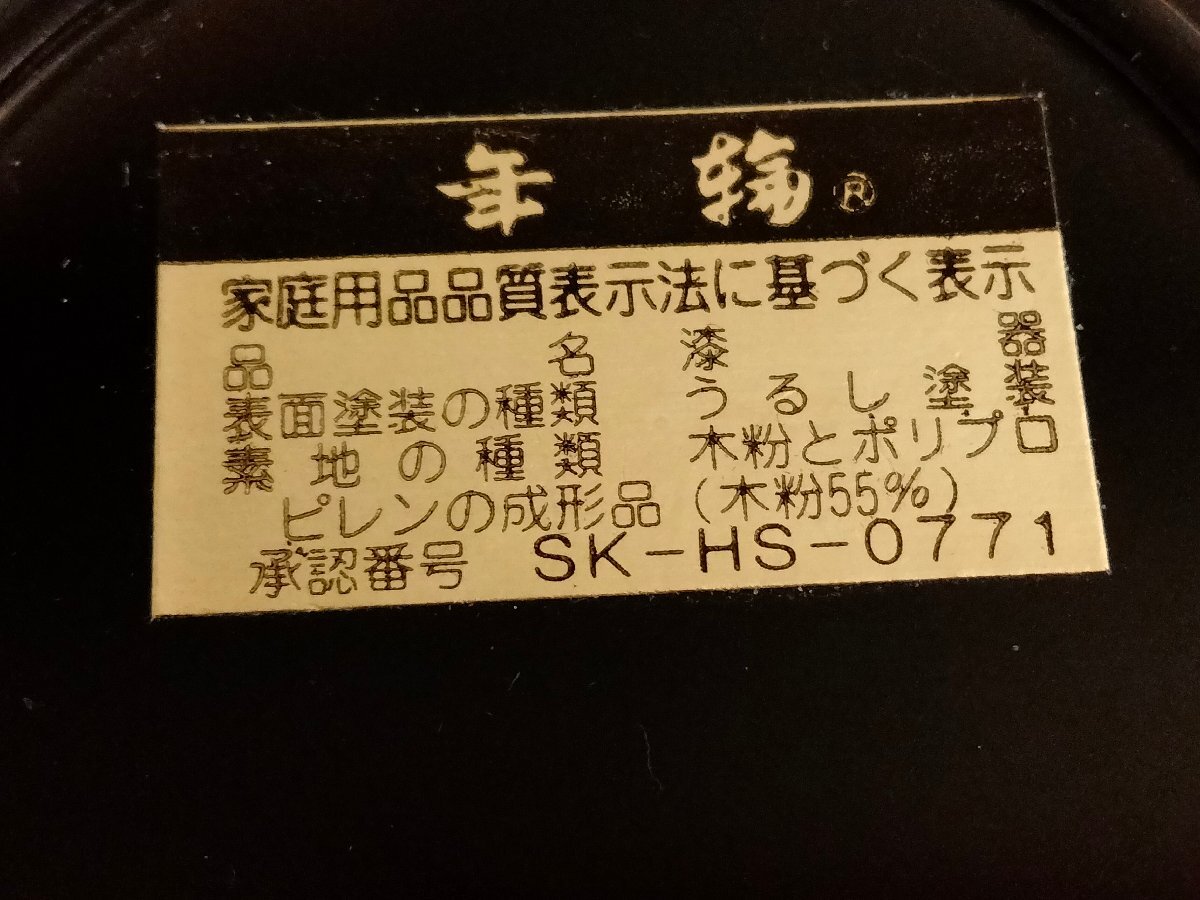 年輪®
家庭用品品質表示法に基づく表示
品名 漆器
表面塗装の種類 うるし塗装
素地の種類 木粉とポリプロ
ピレンの成形品(木粉55%)
承認番号 SK-HS-0771